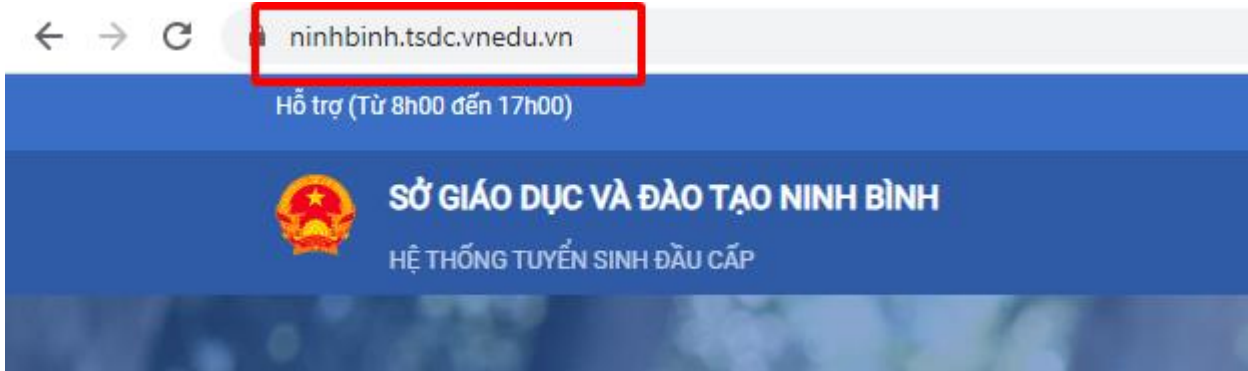 ninhbinh.tsdc.vnedu.vn
Hỗ trợ (Từ 8h00 đến 17h00)
SỞ GIÁO DỤC VÀ ĐÀO TẠO NINH BÌNH
HỆ THỐNG TUYỂN SINH ĐẦU CẤP